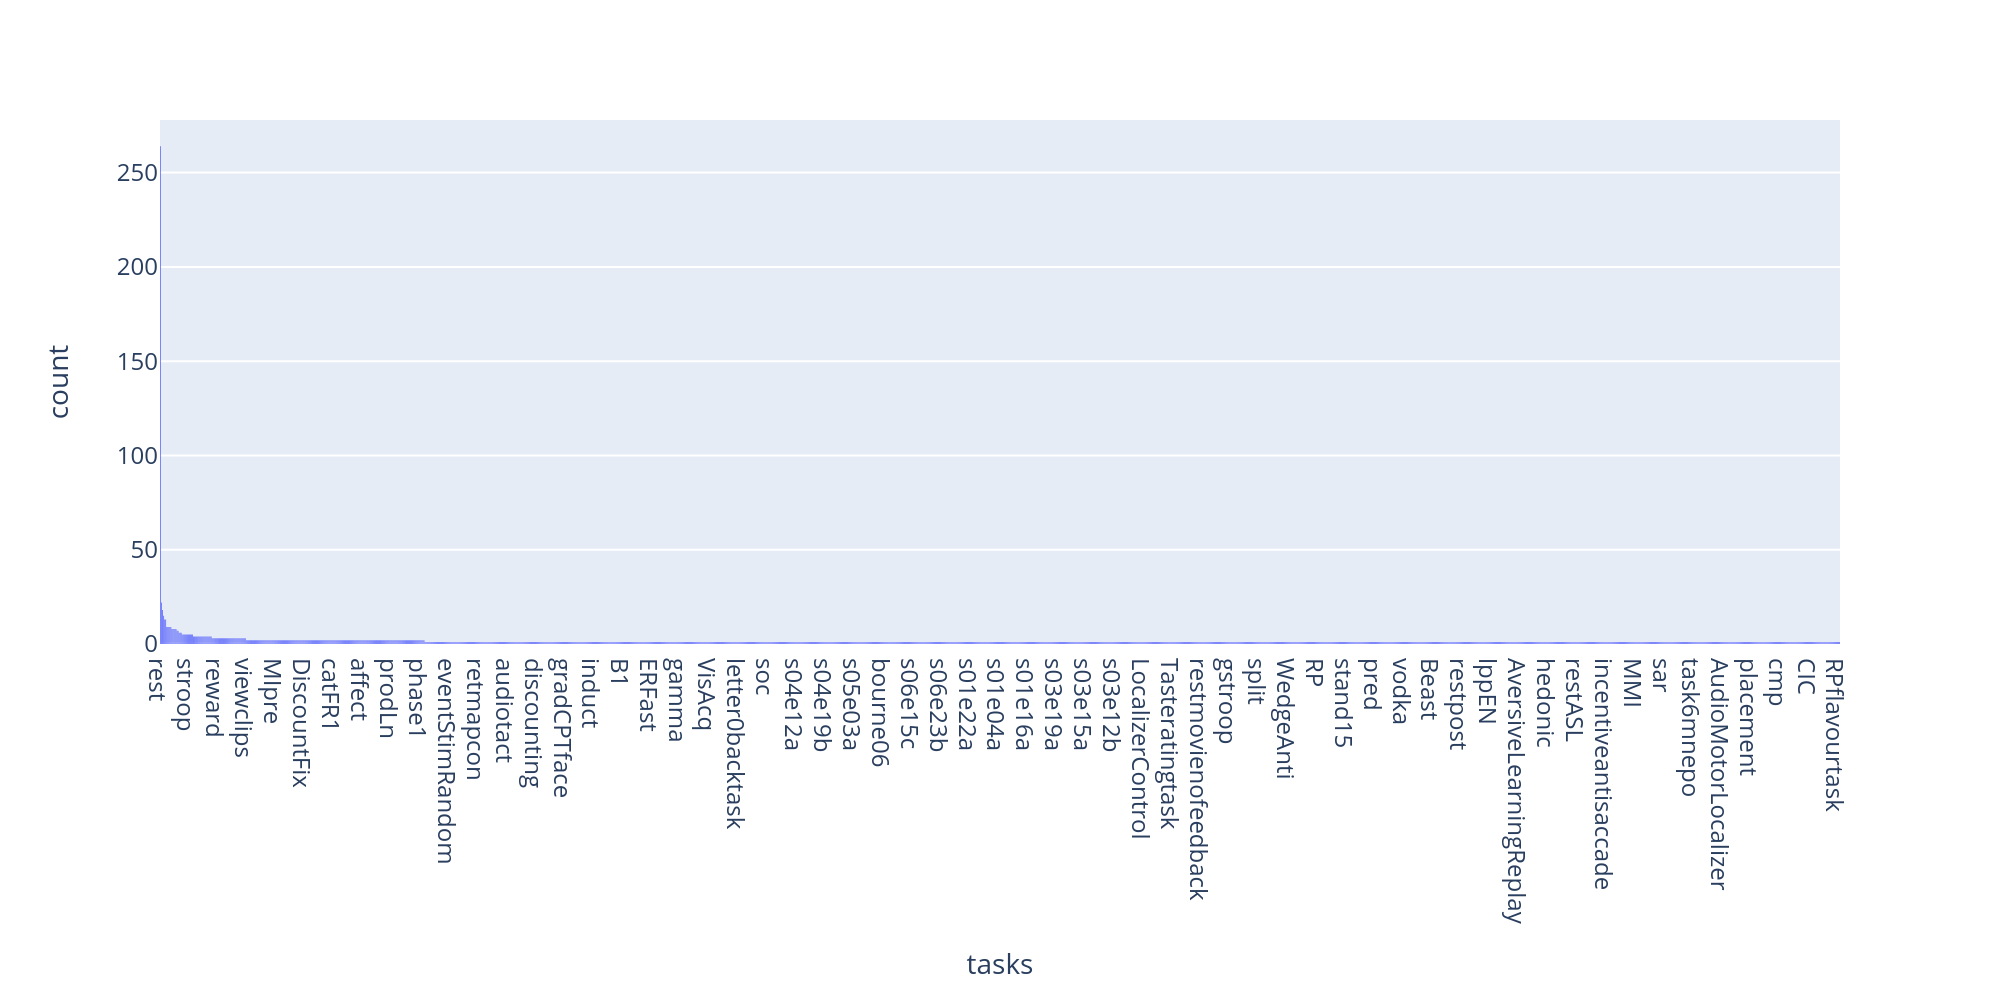 count
250
200
150
100
50
0
rest
stroop
reward
viewclips
MIpre
DiscountFix
catFR1
affect
prodLn
phase1
eventStimRandom
retmapcon
audiotact
discounting
gradCPTface
induct
B1
ERFast
gamma
VisAcq
letter0backtask
soc
s04e12a
s04e19b
s05e03a
bourne06
s06e15c
s06e23b
s01e22a
s01e04a
s01e16a
s03e19a
s03e15a
s03e12b
LocalizerControl
Tasteratingtask
restmovienofeedback
gstroop
split
WedgeAnti
RP
stand15
pred
vodka
Beast
restpost
lppEN
AversiveLearningReplay
hedonic
restASL
incentiveantisaccade
MMI
sar
task6mnepo
AudioMotorLocalizer
placement
cmp
CIC
RPflavourtask
tasks